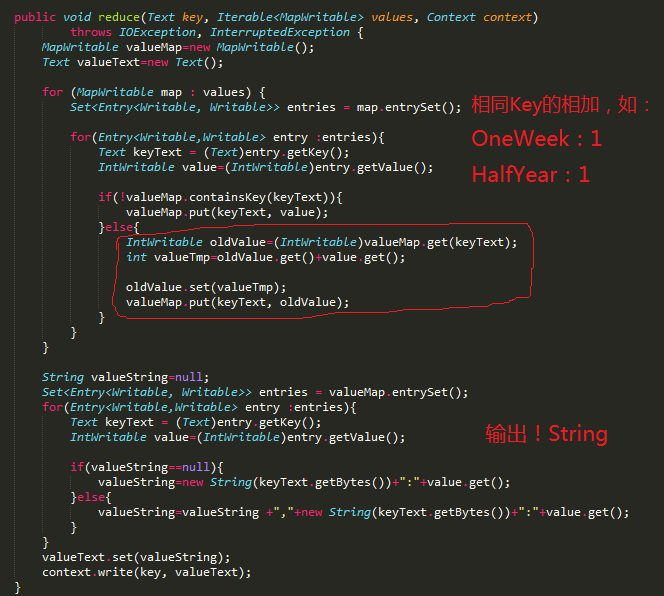 public void reduce(Text key, Iterable<MapWritable> values, Context context)
throws IOException, InterruptedException {
MapWritable valueMap=new MapWritable();
Text valueText=new Text();
for (MapWritable map : values) {
Set<Entry<Writable, Writable>> entries = map.entrySet();
相同Key的相加，如：
for(Entry<Writable,Writable> entry :entries){
OneWeek：1
Text keyText = (Text)entry.getKey();
IntWritable value=(IntWritable)entry.getValue();
HalfYear：1
if(!valueMap.containsKey(keyText)){
valueMap.put(keyText, value);
}else{
IntWritable oldValue=(IntWritable)valueMap.get(keyText);
int valueTmp=oldValue.get()+value.get();
oldValue.set(valueTmp);
valueMap.put(keyText, oldValue);
}
}
}
String valueString=null;
Set<Entry<Writable, Writable>> entries = valueMap.entrySet();
for(Entry<Writable,Writable> entry :entries){
Text keyText = (Text)entry.getKey();
IntWritable value=(IntWritable)entry.getValue();
输出！String
if(valueString==null){
valueString=new String(keyText.getBytes())+":"+value.get();
}else{
valueString=valueString +","+new String(keyText.getBytes())+":"+value.get();
}
}
valueText.set(valueString);
context.write(key, valueText);
}